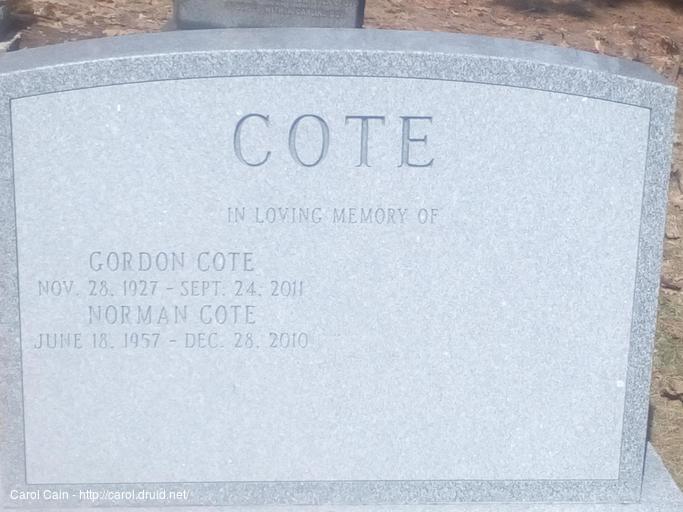 COTE
IN LOVING MEMORY OF
GORDON COTE
NOV. 28, 1927 - SEPT. 24, 2011
NORMAN COTE
JUNE 18, 1957 - DEC. 28, 2010
Carol Cain - http://carol.druid.net/